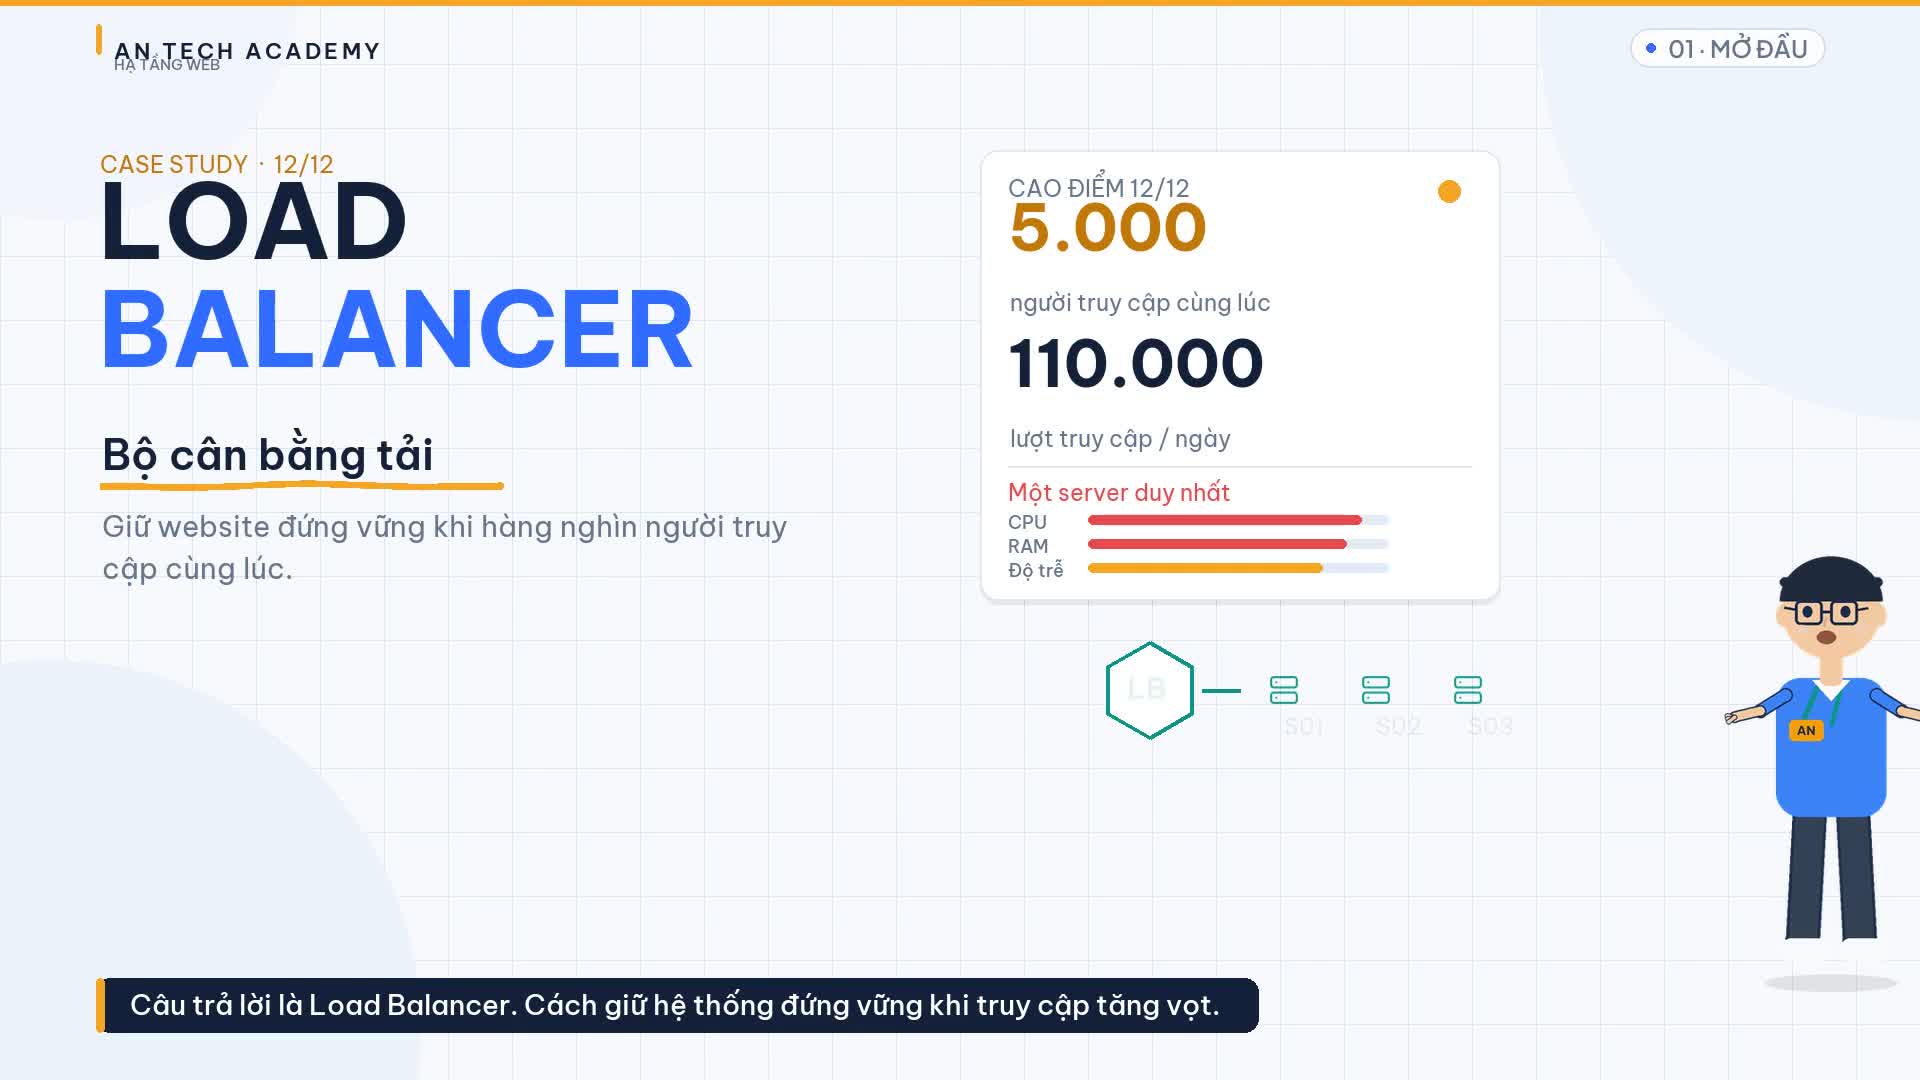 AN TECH ACADEMY
HẠ TẦNG WEB
01 · MỞ ĐẦU
CASE STUDY · 12/12
LOAD
BALANCER
Bộ cân bằng tải
Giữ website đứng vững khi hàng nghìn người truy
cập cùng lúc.
CAO ĐIỂM 12/12
5.000
người truy cập cùng lúc
110.000
lượt truy cập / ngày
Một server duy nhất
CPU
RAM
Độ trễ
LB
S01 S02 S03
AN
Câu trả lời là Load Balancer. Cách giữ hệ thống đứng vững khi truy cập tăng vọt.